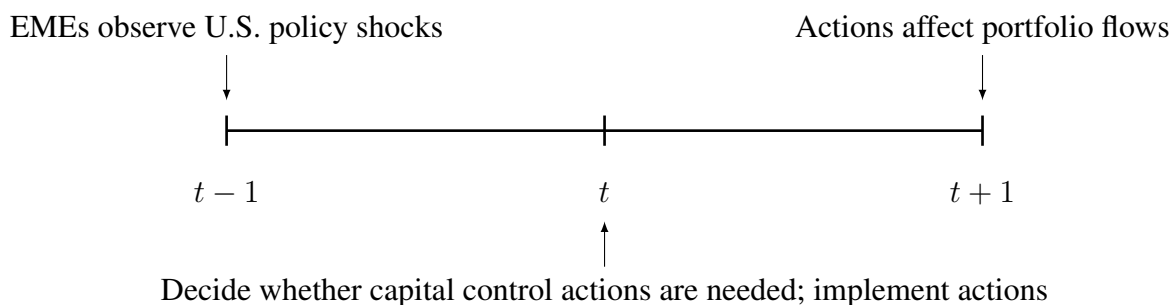 EMEs observe U.S. policy shocks
Actions affect portfolio flows
t − 1
t
t + 1
Decide whether capital control actions are needed; implement actions